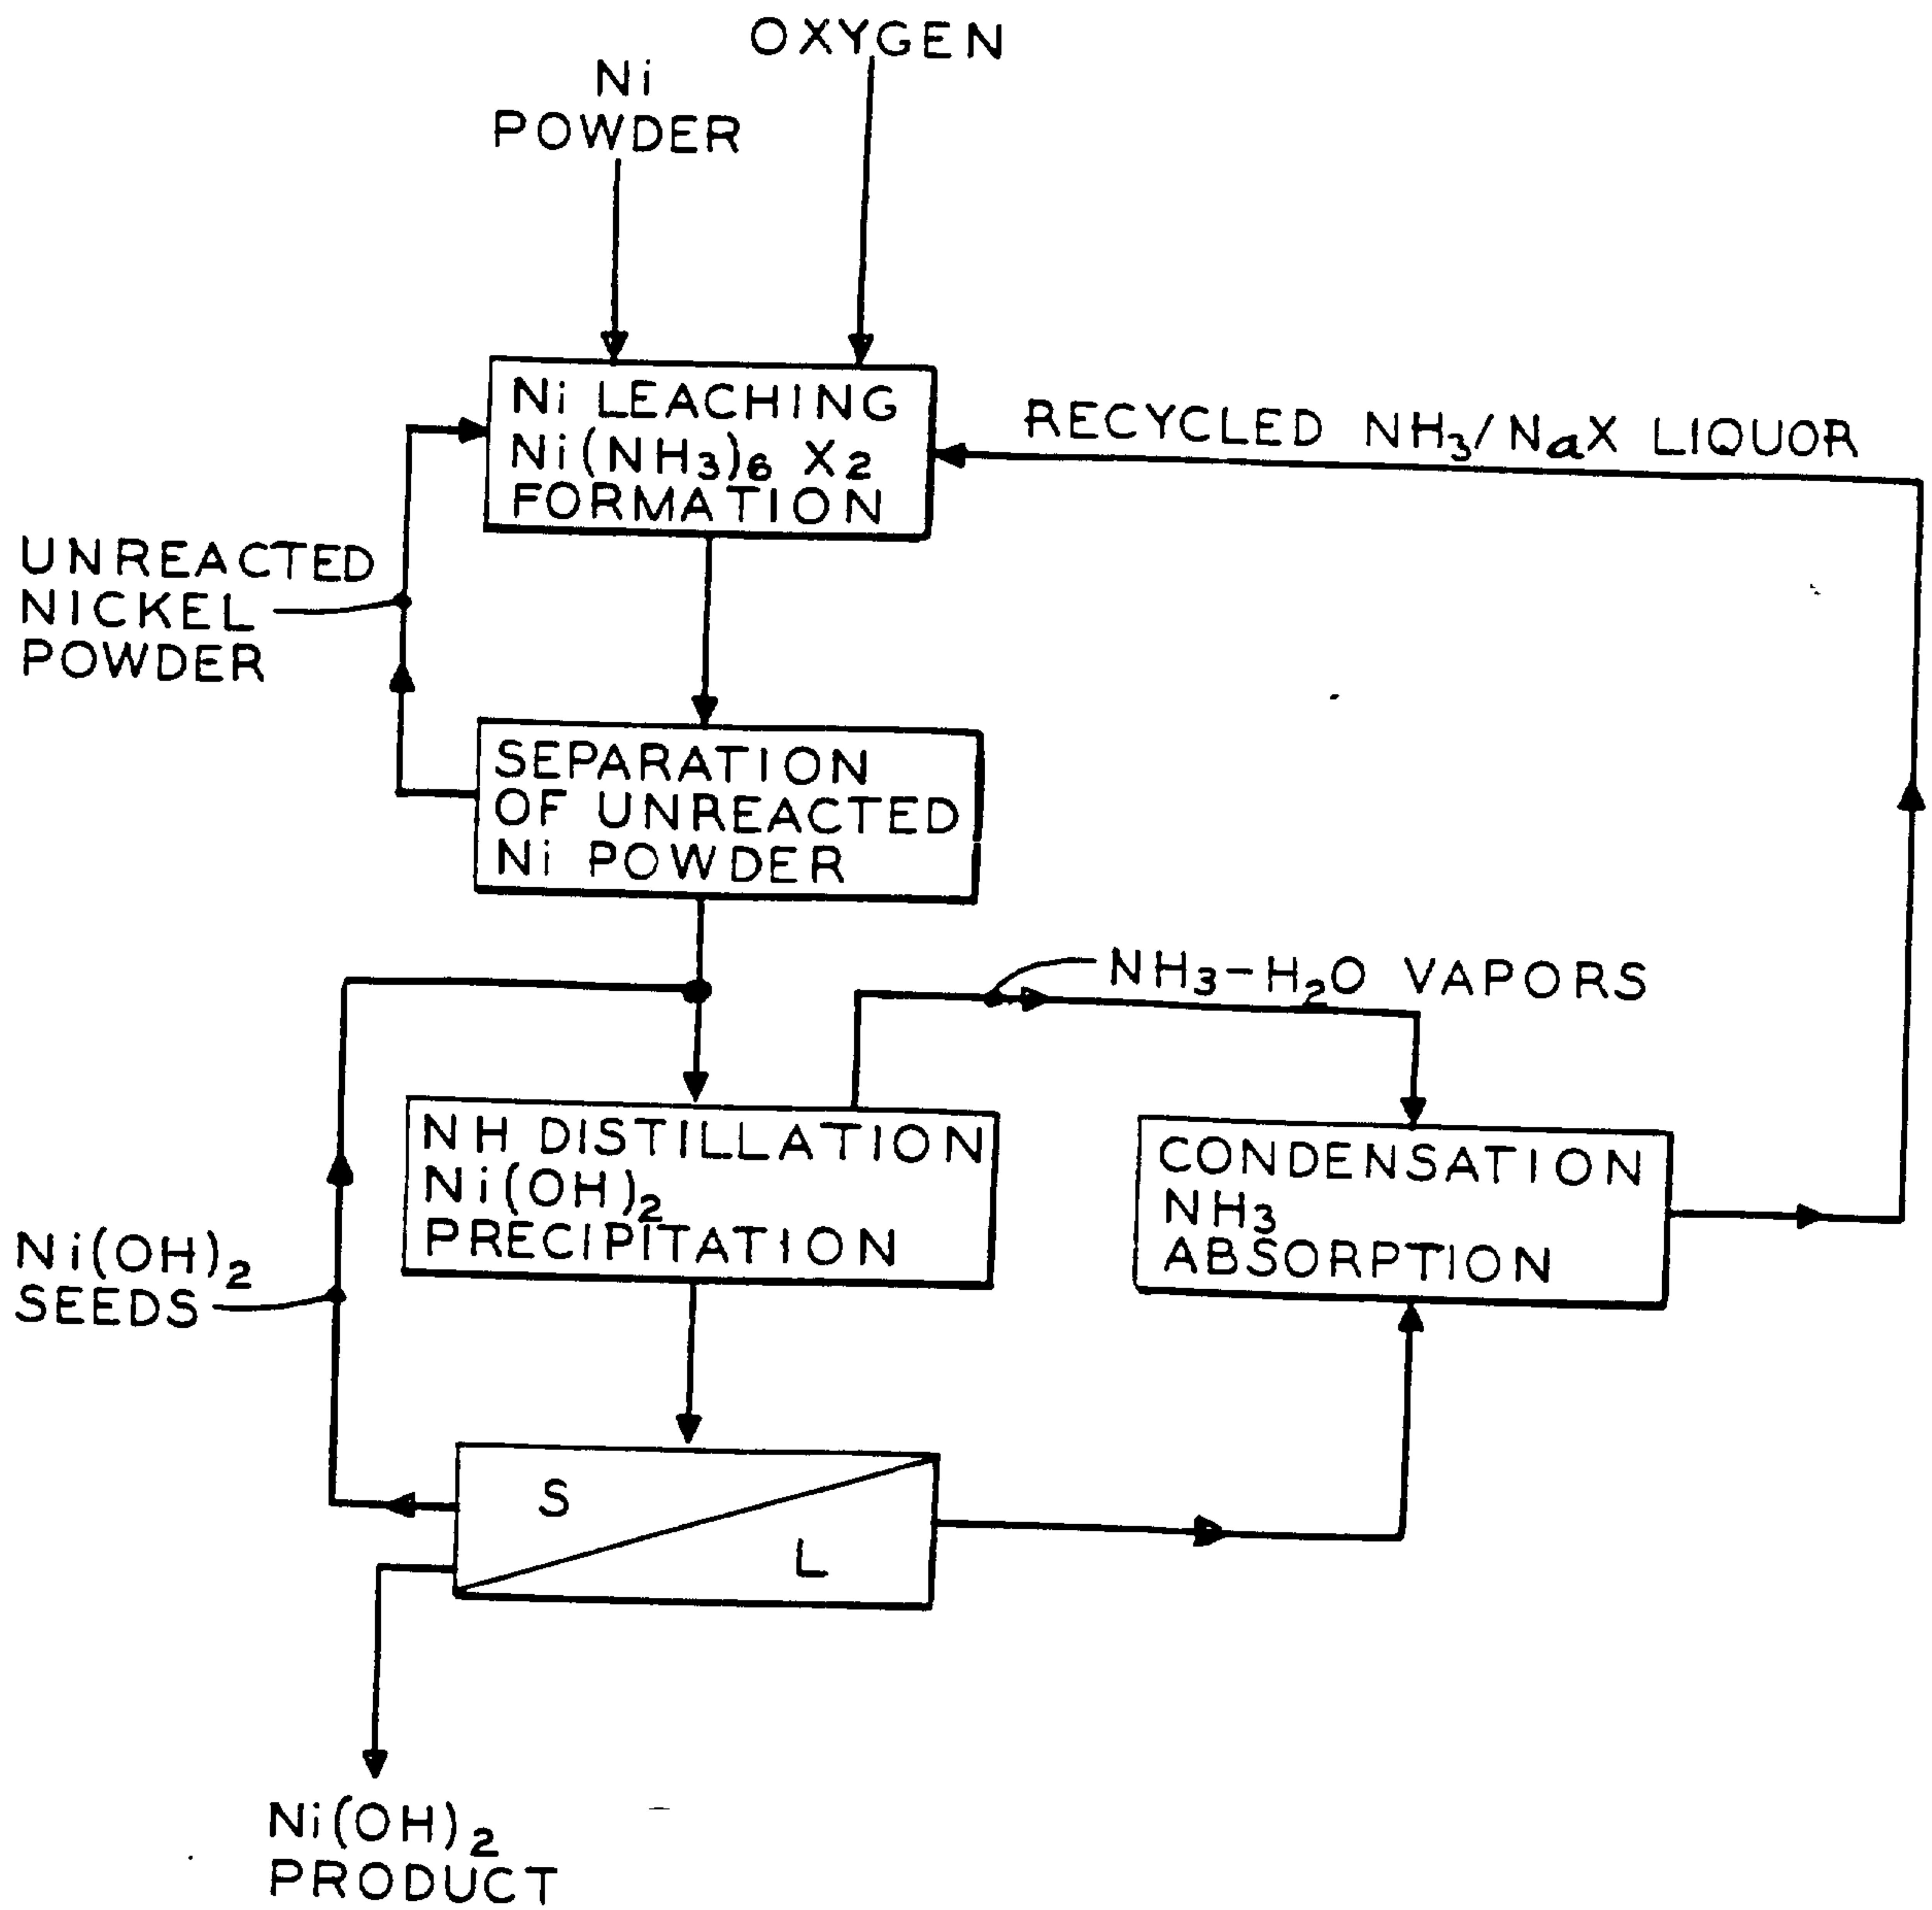 OXYGEN
Ni
POWDER
Ni LEACHING
Ni(NH3)6 X2
FORMATION
RECYCLED NH3/NaX LIQUOR
UNREACTED
NICKEL
POWDER
SEPARATION
OF UNREACTED
Ni POWDER
NH3-H2O VAPORS
NH DISTILLATION
Ni(OH)2
PRECIPITATION
CONDENSATION
NH3
ABSORPTION
Ni(OH)2
SEEDS
S
L
Ni(OH)2
PRODUCT